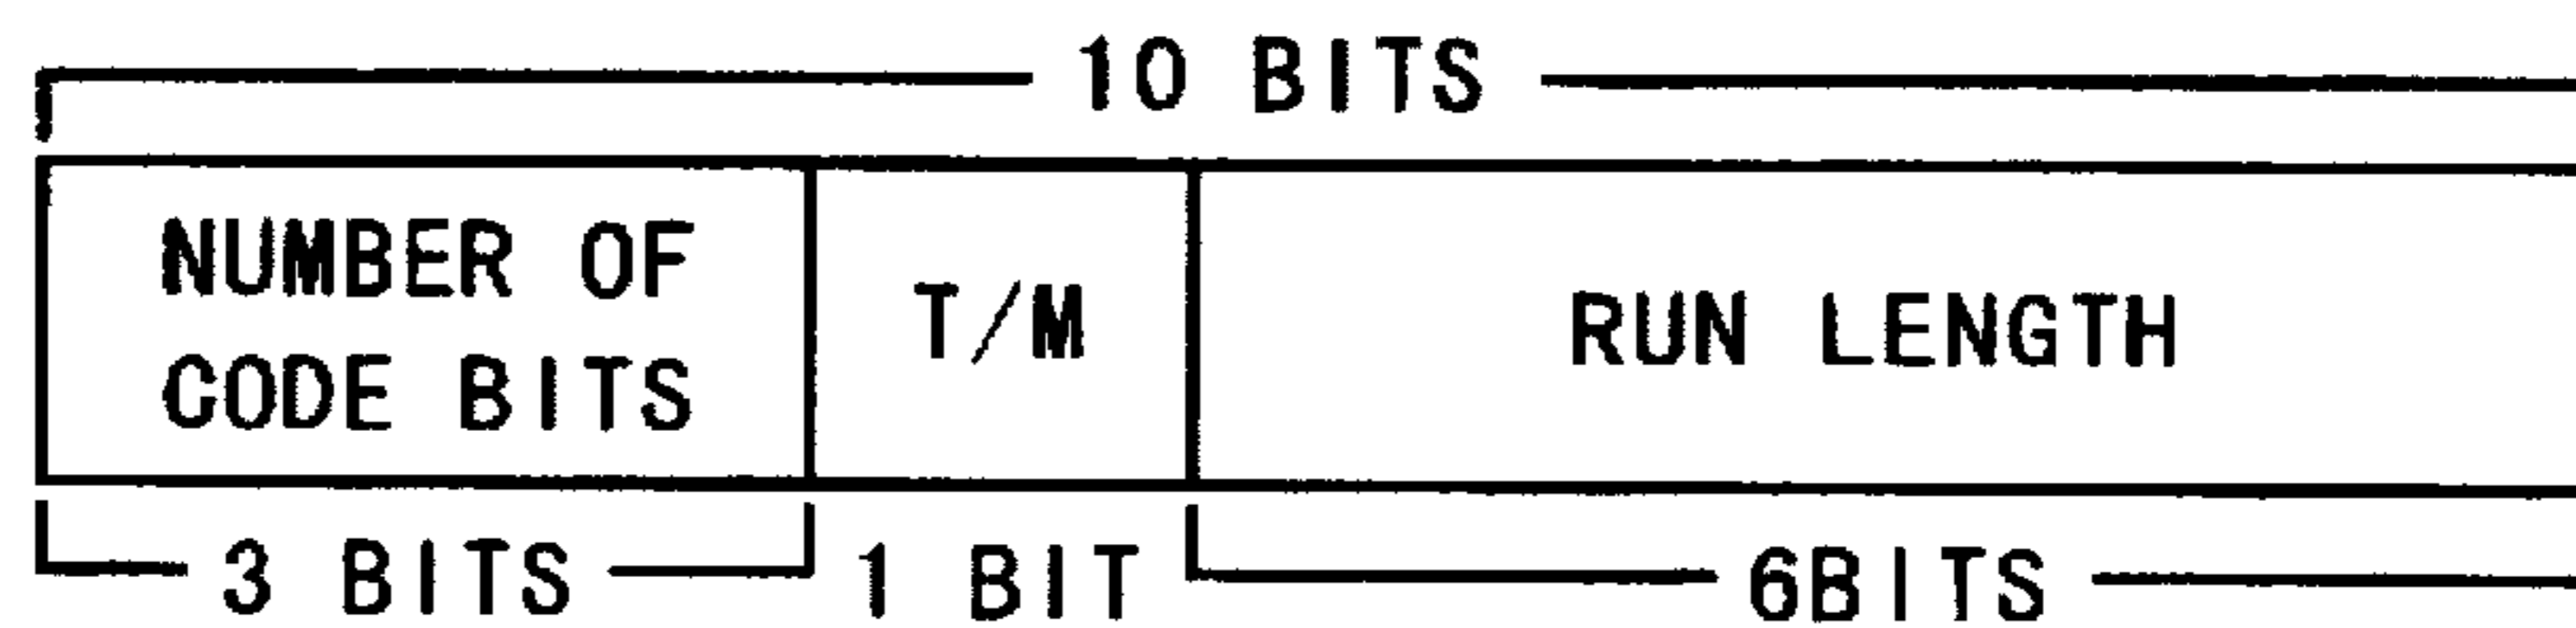 10 BITS
NUMBER OF
CODE BITS
T/M
RUN LENGTH
3 BITS
1 BIT
6BITS